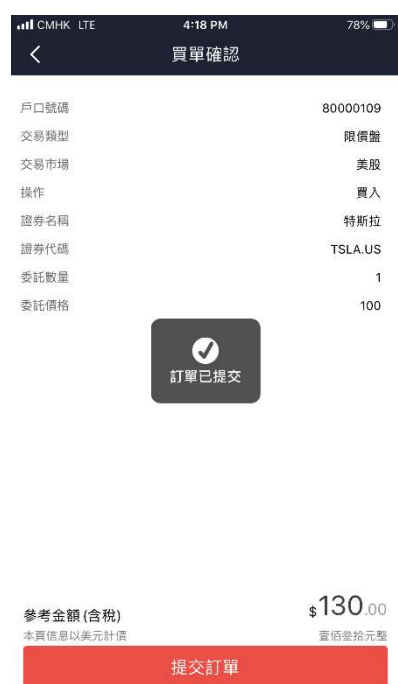 CMHK LTE 4:18 PM 78%
買單確認
戶口號碼 80000109
交易類型 限價盤
交易市場 美股
操作 買入
證券名稱 特斯拉
證券代碼 TSLA.US
委託數量 1
委託價格 100
訂單已提交
參考金額(含稅) $130.00
本頁信息以美元計價 壹佰叁拾元整
提交訂單